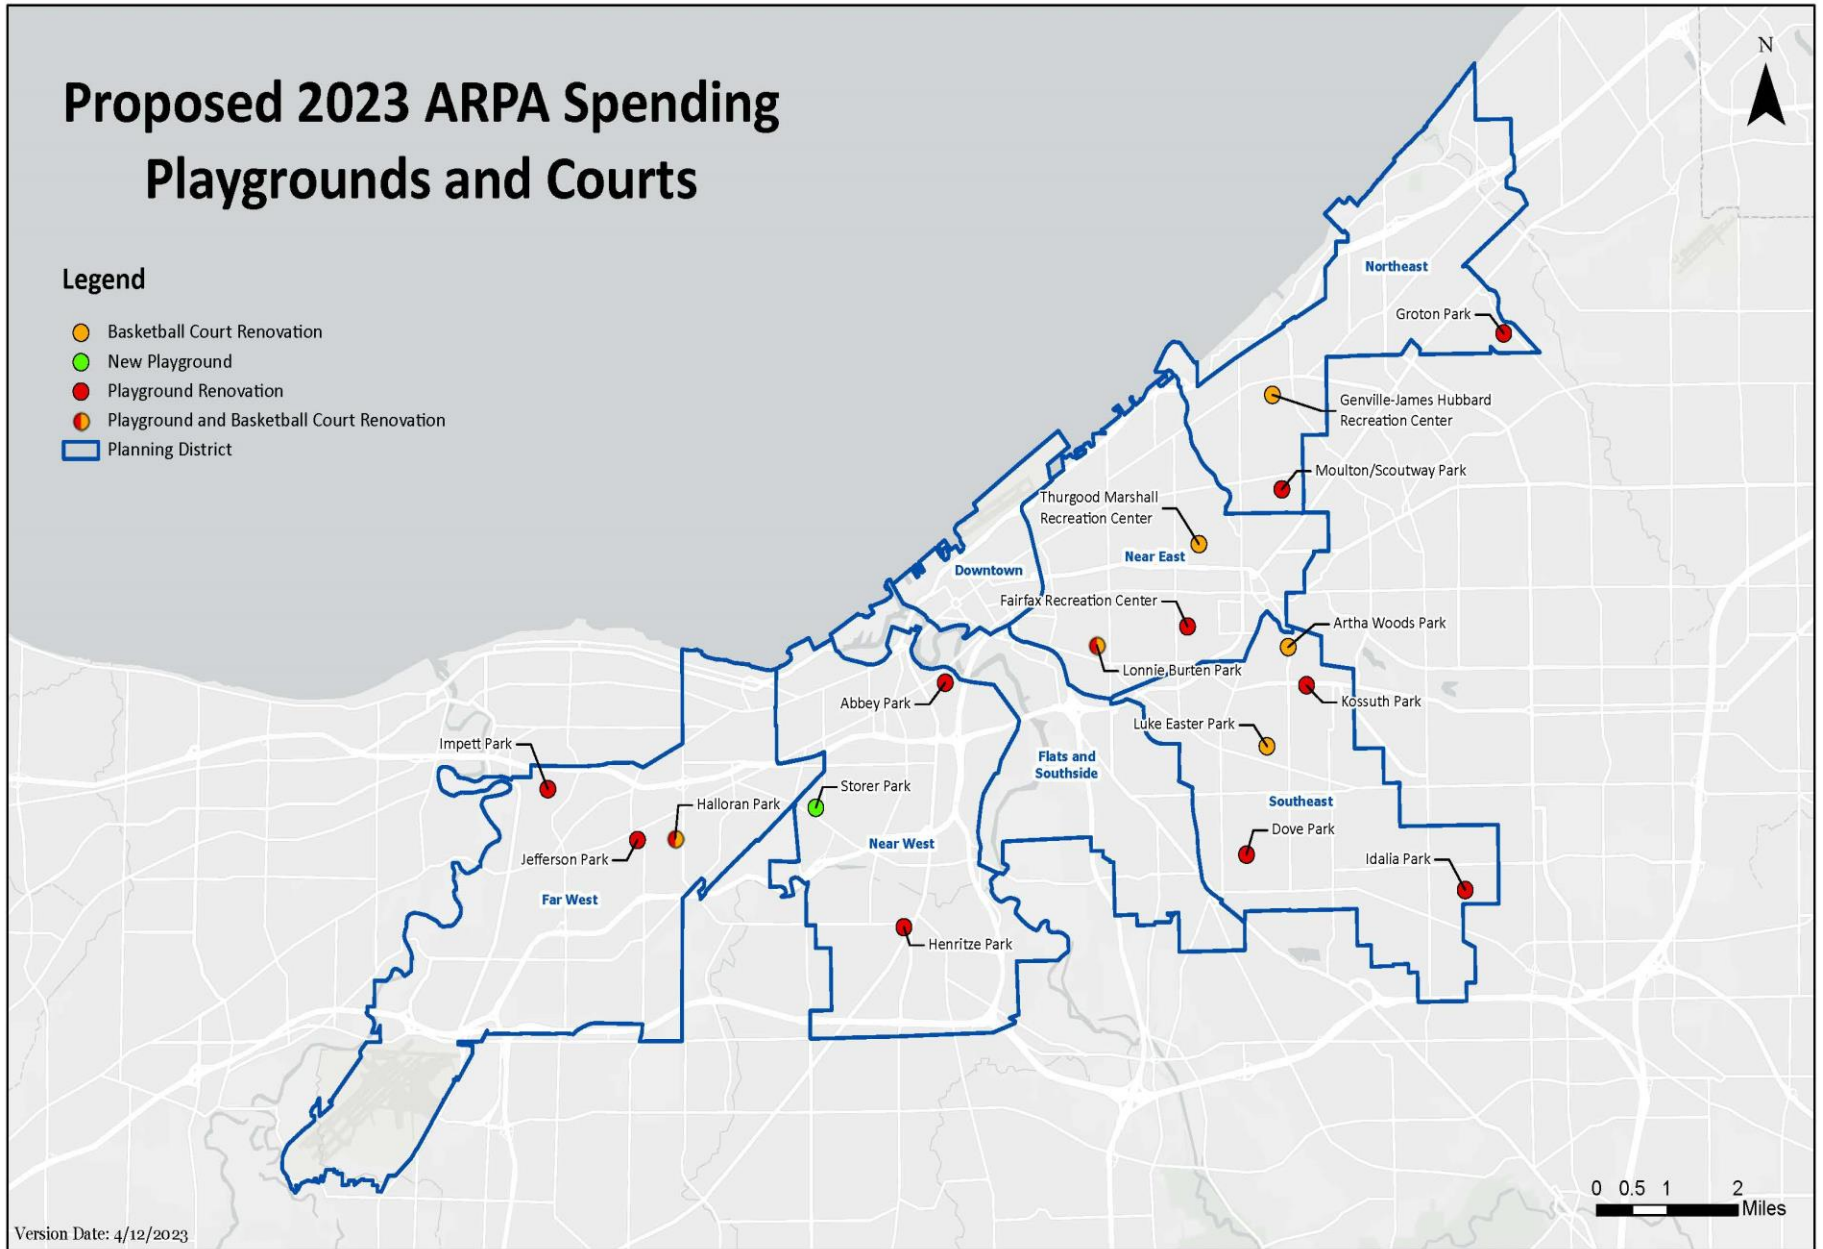 Proposed 2023 ARPA Spending
Playgrounds and Courts
N
Legend
Basketball Court Renovation
New Playground
Playground Renovation
Playground and Basketball Court Renovation
Planning District
Northeast
Groton Park
Genville-James Hubbard
Recreation Center
Moulton/Scoutway Park
Thurgood Marshall
Recreation Center
Near East
Downtown
Fairfax Recreation Center
Artha Woods Park
Lonnie Burten Park
Abbey Park
Kossuth Park
Luke Easter Park
Impett Park
Flats and
Southside
Storer Park
Halloran Park
Southeast
Dove Park
Near West
Jefferson Park
Idalia Park
Far West
Henritze Park
0 0.5 1 2
Miles
Version Date: 4/12/2023